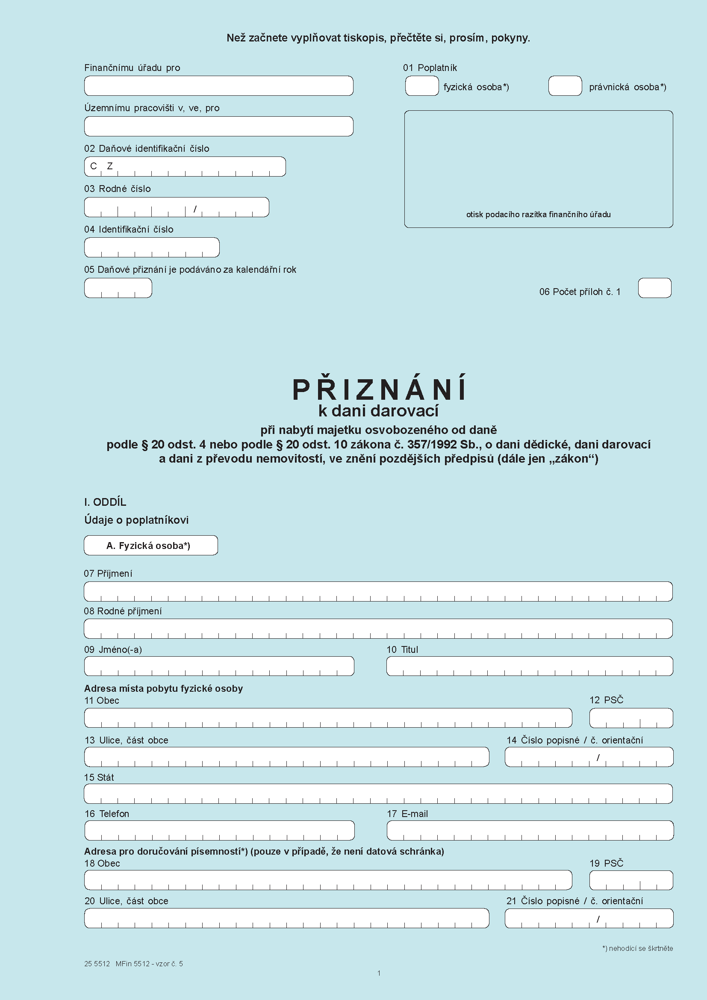 Než začnete vyplňovat tiskopis, přečtěte si, prosím, pokyny.
Finančnímu úřadu pro
01 Poplatník
fyzická osoba*)
právnická osoba*)
Územnímu pracovišti v, ve, pro
02 Daňové identifikační číslo
C Z
03 Rodné číslo
/
otisk podacího razítka finančního úřadu
04 Identifikační číslo
05 Daňové přiznání je podáváno za kalendářní rok
06 Počet příloh č. 1
PŘIZNÁNÍ
k dani darovací
při nabytí majetku osvobozeného od daně
podle § 20 odst. 4 nebo podle § 20 odst. 10 zákona č. 357/1992 Sb., o dani dědické, dani darovací
a dani z převodu nemovitostí, ve znění pozdějších předpisů (dále jen „zákon“)
I. ODDÍL
Údaje o poplatníkovi
A. Fyzická osoba*)
07 Příjmení
08 Rodné příjmení
09 Jméno(-a)
10 Titul
Adresa místa pobytu fyzické osoby
11 Obec
12 PSČ
13 Ulice, část obce
14 Číslo popisné / č. orientační
/
15 Stát
16 Telefon
17 E-mail
Adresa pro doručování písemností*) (pouze v případě, že není datová schránka)
18 Obec
19 PSČ
20 Ulice, část obce
21 Číslo popisné / č. orientační
/
*) nehodící se škrtněte
25 5512 MFin 5512 - vzor č. 5
1